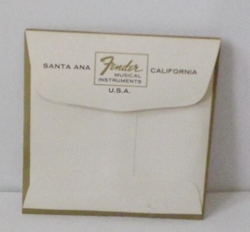 SANTA ANA Fender CALIFORNIA
MUSICAL
INSTRUMENTS
U.S.A.